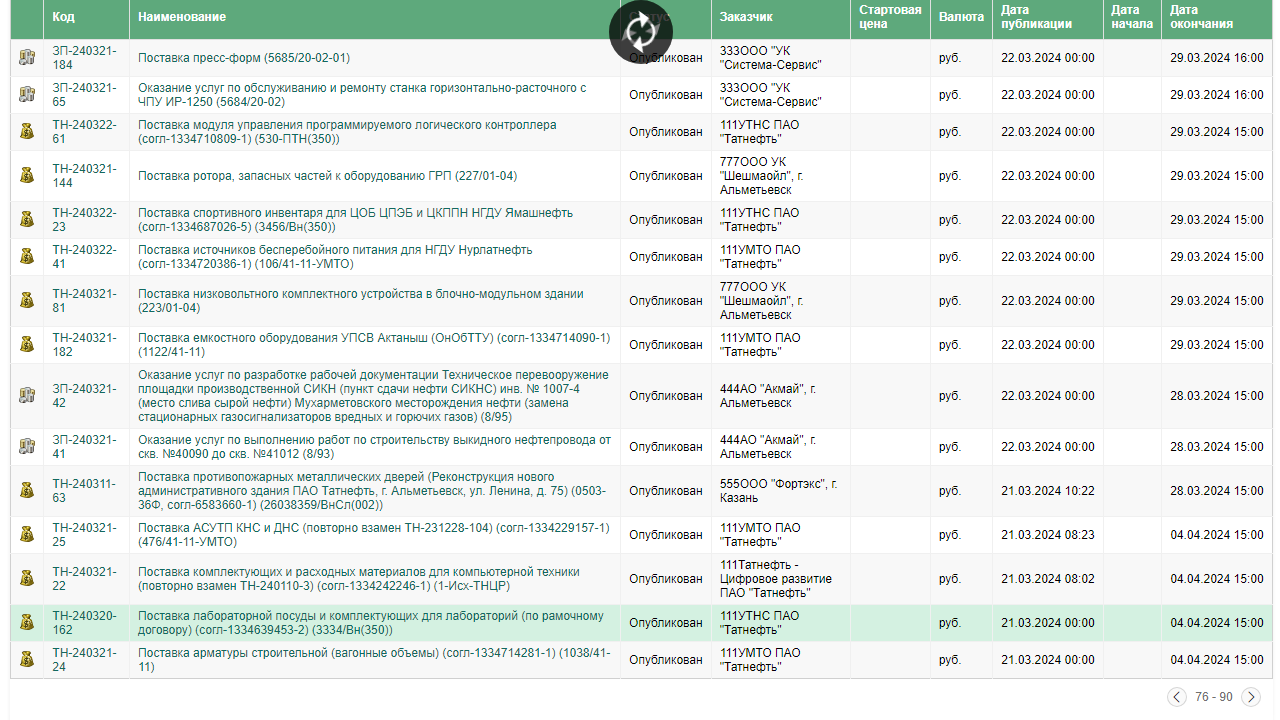 Код Наименование Статус Заказчик Стартовая цена Валюта Дата публикации Дата начала Дата окончания
ЗП-240321-184 Поставка пресс-форм (5685/20-02-01) Опубликован 333ООО "УК "Система-Сервис" руб. 22.03.2024 00:00 29.03.2024 16:00
ЗП-240321-65 Оказание услуг по обслуживанию и ремонту станка горизонтально-расточного с ЧПУ ИР-1250 (5684/20-02) Опубликован 333ООО "УК "Система-Сервис" руб. 22.03.2024 00:00 29.03.2024 16:00
ТН-240322-61 Поставка модуля управления программируемого логического контроллера (согл-1334710809-1) (530-ПТН(350)) Опубликован 111УТНС ПАО "Татнефть" руб. 22.03.2024 00:00 29.03.2024 15:00
ТН-240321-144 Поставка ротора, запасных частей к оборудованию ГРП (227/01-04) Опубликован 777ООО УК "Шешмаойл", г. Альметьевск руб. 22.03.2024 00:00 29.03.2024 15:00
ТН-240322-23 Поставка спортивного инвентаря для ЦОБ ЦПЭБ и ЦКППН НГДУ Ямашнефть (согл-1334687026-5) (3456/Вн(350)) Опубликован 111УТНС ПАО "Татнефть" руб. 22.03.2024 00:00 29.03.2024 15:00
ТН-240322-41 Поставка источников бесперебойного питания для НГДУ Нурлатнефть (согл-1334720386-1) (106/41-11-УМТО) Опубликован 111УМТО ПАО "Татнефть" руб. 22.03.2024 00:00 29.03.2024 15:00
ТН-240321-81 Поставка низковольтного комплектного устройства в блочно-модульном здании (223/01-04) Опубликован 777ООО УК "Шешмаойл", г. Альметьевск руб. 22.03.2024 00:00 29.03.2024 15:00
ТН-240321-182 Поставка емкостного оборудования УПСВ Актаныш (ОнОбТТУ) (согл-1334714090-1) (1122/41-11) Опубликован 111УМТО ПАО "Татнефть" руб. 22.03.2024 00:00 29.03.2024 15:00
ЗП-240321-42 Оказание услуг по разработке рабочей документации Техническое перевооружение площадки производственной СИКН (пункт сдачи нефти СИКНС) инв. № 1007-4 (место слива сырой нефти) Мухарметовского месторождения нефти (замена стационарных газосигнализаторов вредных и горючих газов) (8/95) Опубликован 444АО "Акмай", г. Альметьевск руб. 22.03.2024 00:00 28.03.2024 15:00
ЗП-240321-41 Оказание услуг по выполнению работ по строительству выкидного нефтепровода от скв. №40090 до скв. №41012 (8/93) Опубликован 444АО "Акмай", г. Альметьевск руб. 22.03.2024 00:00 28.03.2024 15:00
ТН-240311-63 Поставка противопожарных металлических дверей (Реконструкция нового административного здания ПАО Татнефть, г. Альметьевск, ул. Ленина, д. 75) (0503-36Ф, согл-6583660-1) (26038359/ВнСл(002)) Опубликован 555ООО "Фортэкс", г. Казань руб. 21.03.2024 10:22 28.03.2024 15:00
ТН-240321-25 Поставка АСУТП КНС и ДНС (повторно взамен ТН-231228-104) (согл-1334229157-1) (476/41-11-УМТО) Опубликован 111УМТО ПАО "Татнефть" руб. 21.03.2024 08:23 04.04.2024 15:00
ТН-240321-22 Поставка комплектующих и расходных материалов для компьютерной техники (повторно взамен ТН-240110-3) (согл-1334242246-1) (1-Исх-ТНЦР) Опубликован 111Татнефть - Цифровое развитие ПАО "Татнефть" руб. 21.03.2024 08:02 04.04.2024 15:00
ТН-240320-162 Поставка лабораторной посуды и комплектующих для лабораторий (по рамочному договору) (согл-1334639453-2) (3334/Вн(350)) Опубликован 111УТНС ПАО "Татнефть" руб. 21.03.2024 00:00 04.04.2024 15:00
ТН-240321-24 Поставка арматуры строительной (вагонные объемы) (согл-1334714281-1) (1038/41-11) Опубликован 111УМТО ПАО "Татнефть" руб. 21.03.2024 00:00 04.04.2024 15:00
76 - 90